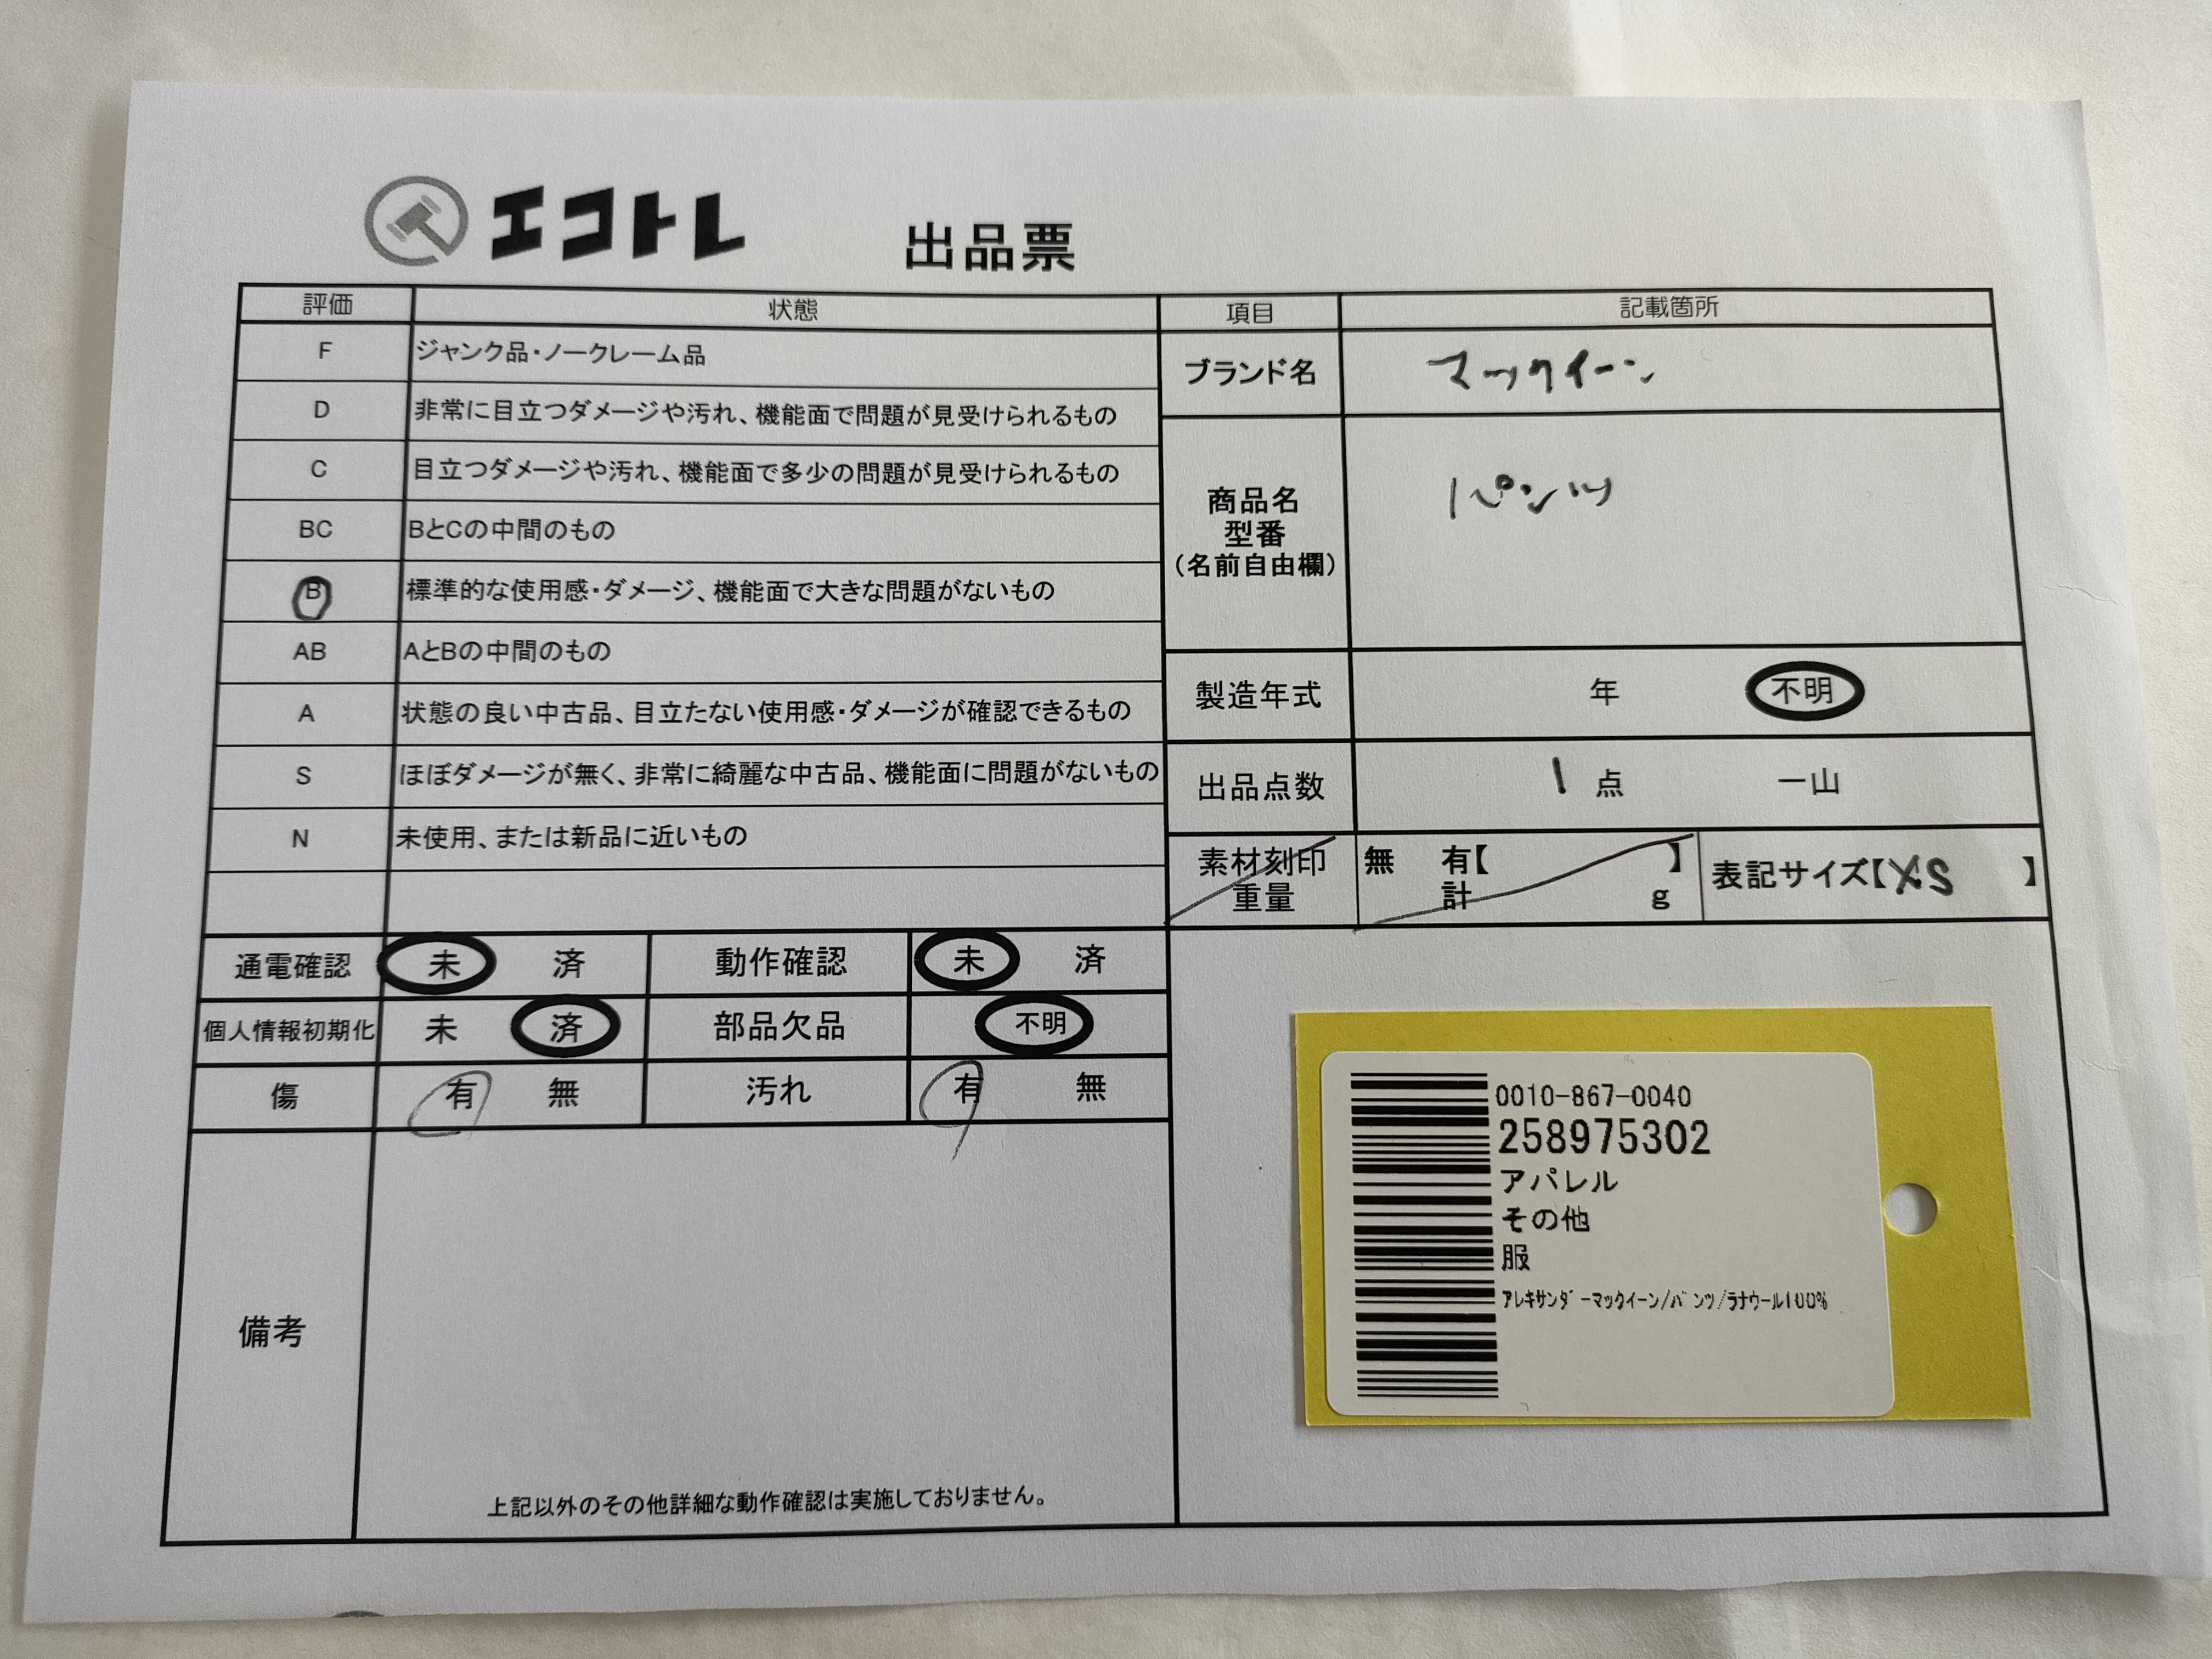 エコトレ 出品票
評価 状態 項目 記載箇所
F ジャンク品・ノークレーム品
D 非常に目立つダメージや汚れ、機能面で問題が見受けられるもの
C 目立つダメージや汚れ、機能面で多少の問題が見受けられるもの
BC BとCの中間のもの
B 標準的な使用感・ダメージ、機能面で大きな問題がないもの
AB AとBの中間のもの
A 状態の良い中古品、目立たない使用感・ダメージが確認できるもの
S ほぼダメージが無く、非常に綺麗な中古品、機能面に問題がないもの
N 未使用、または新品に近いもの
ブランド名 マックイーン
商品名
型番
(名前自由欄)
パンツ
製造年式 年 不明
出品点数 1 点 一山
素材刻印
重量
無 有【 】
計 g
表記サイズ【XS 】
通電確認 未 済 動作確認 未 済
個人情報初期化 未 済 部品欠品 不明
傷 有 無 汚れ 有 無
備考
上記以外のその他詳細な動作確認は実施しておりません。
0010-867-0040
258975302
アパレル
その他
服
アレキサンダーマックイーン/パンツ/ラナウール100%